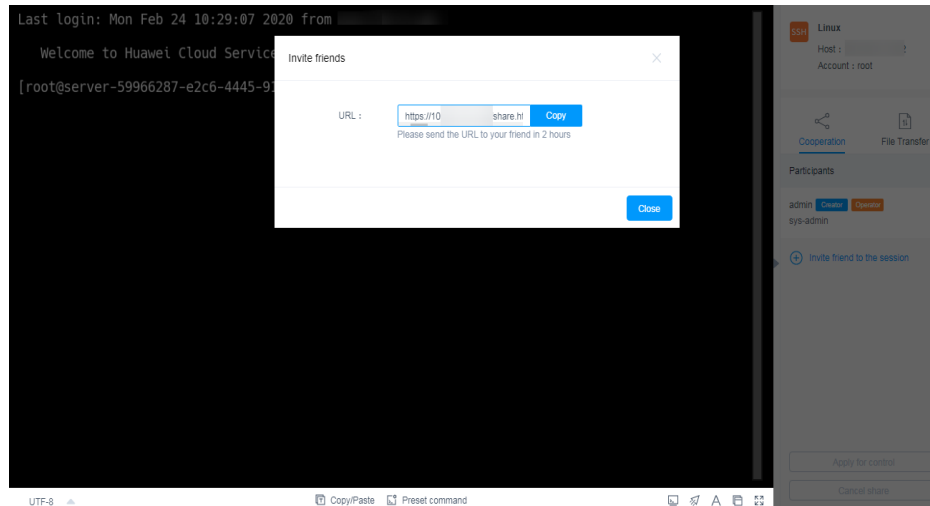 Last login: Mon Feb 24 10:29:07 2020 from
Welcome to Huawei Cloud Service
[root@server-59966287-e2c6-4445-91
Invite friends
URL :
https://10
share.ht
Copy
Please send the URL to your friend in 2 hours
Close
SSH
Linux
Host :
Account : root
Cooperation
File Transfer
Participants
admin Creator Operator
sys-admin
Invite friend to the session
Apply for control
Cancel share
UTF-8
Copy/Paste
Preset command
A